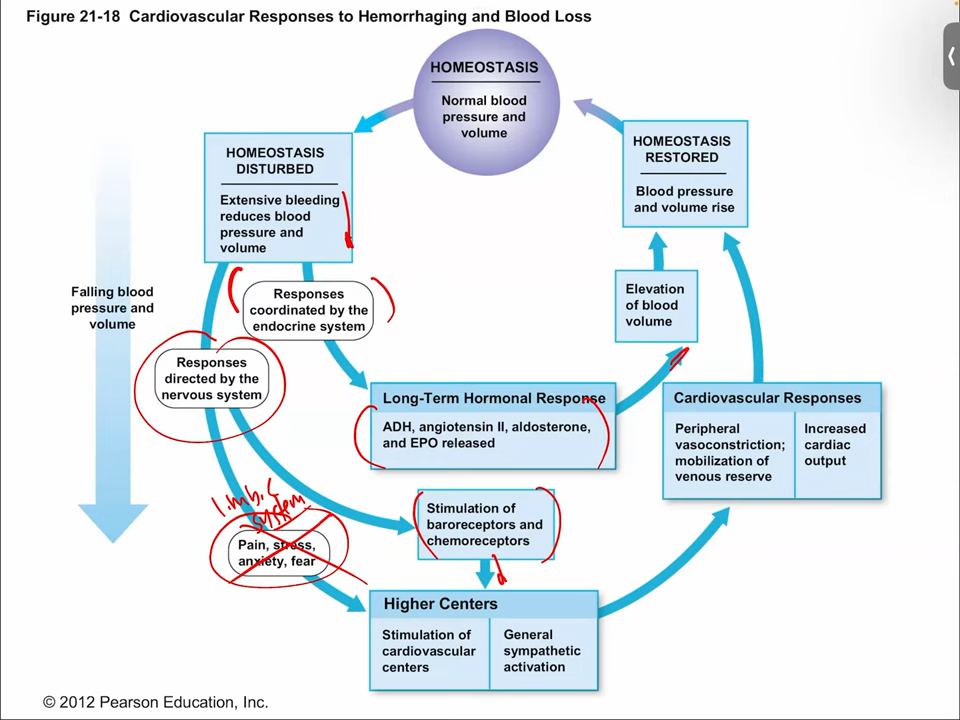 Figure 21-18 Cardiovascular Responses to Hemorrhaging and Blood Loss
HOMEOSTASIS
Normal blood
pressure and
volume
HOMEOSTASIS
DISTURBED
Extensive bleeding
reduces blood
pressure and
volume
HOMEOSTASIS
RESTORED
Blood pressure
and volume rise
Falling blood
pressure and
volume
Responses
coordinated by the
endocrine system
Elevation
of blood
volume
Responses
directed by the
nervous system
Long-Term Hormonal Response
ADH, angiotensin II, aldosterone,
and EPO released
Cardiovascular Responses
Peripheral
vasoconstriction;
mobilization of
venous reserve
Increased
cardiac
output
limbic
system
Pain, stress,
anxiety, fear
Stimulation of
baroreceptors and
chemoreceptors
Higher Centers
Stimulation of
cardiovascular
centers
General
sympathetic
activation
© 2012 Pearson Education, Inc.